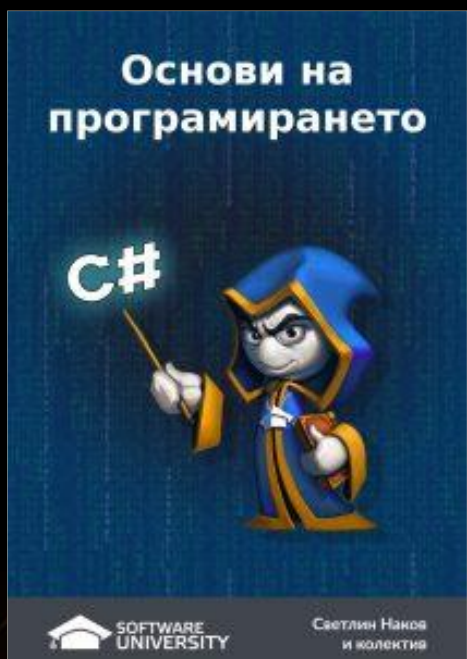 Основи на
програмирането
C#
SOFTWARE
UNIVERSITY
Светлин Наков
и колектив